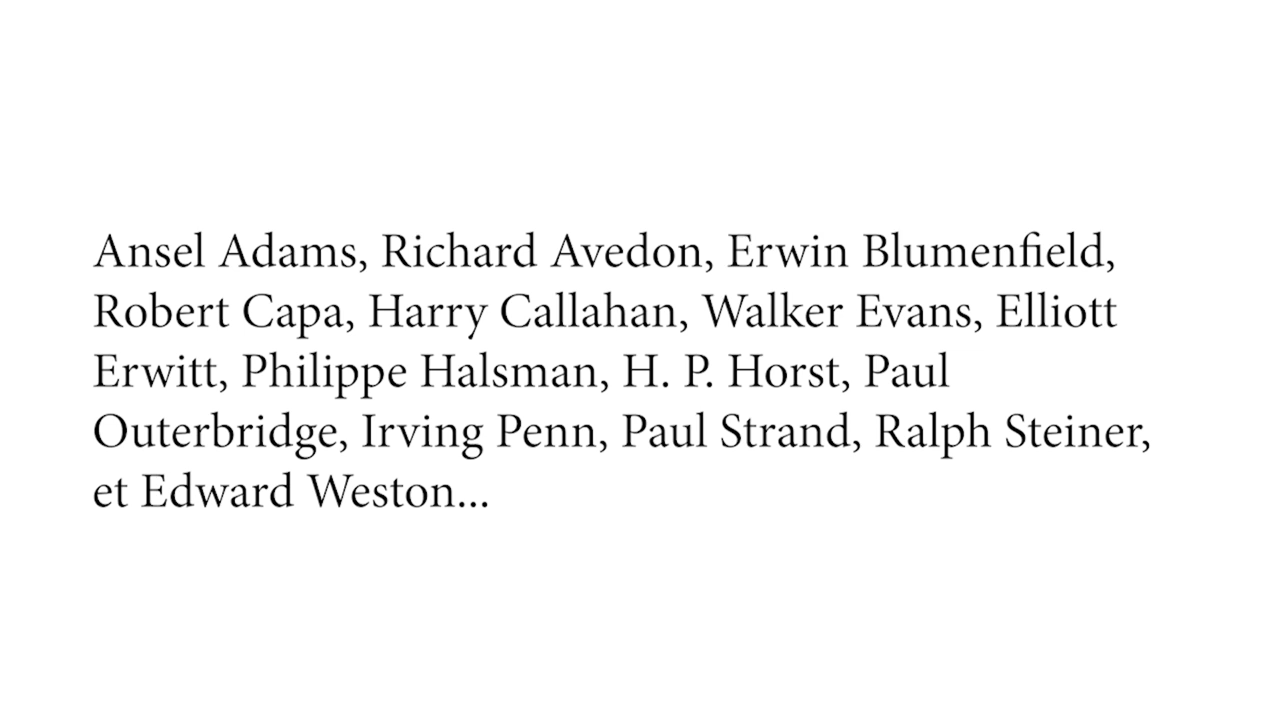 Ansel Adams, Richard Avedon, Erwin Blumenfield,
Robert Capa, Harry Callahan, Walker Evans, Elliott
Erwitt, Philippe Halsman, H. P. Horst, Paul
Outerbridge, Irving Penn, Paul Strand, Ralph Steiner,
et Edward Weston...